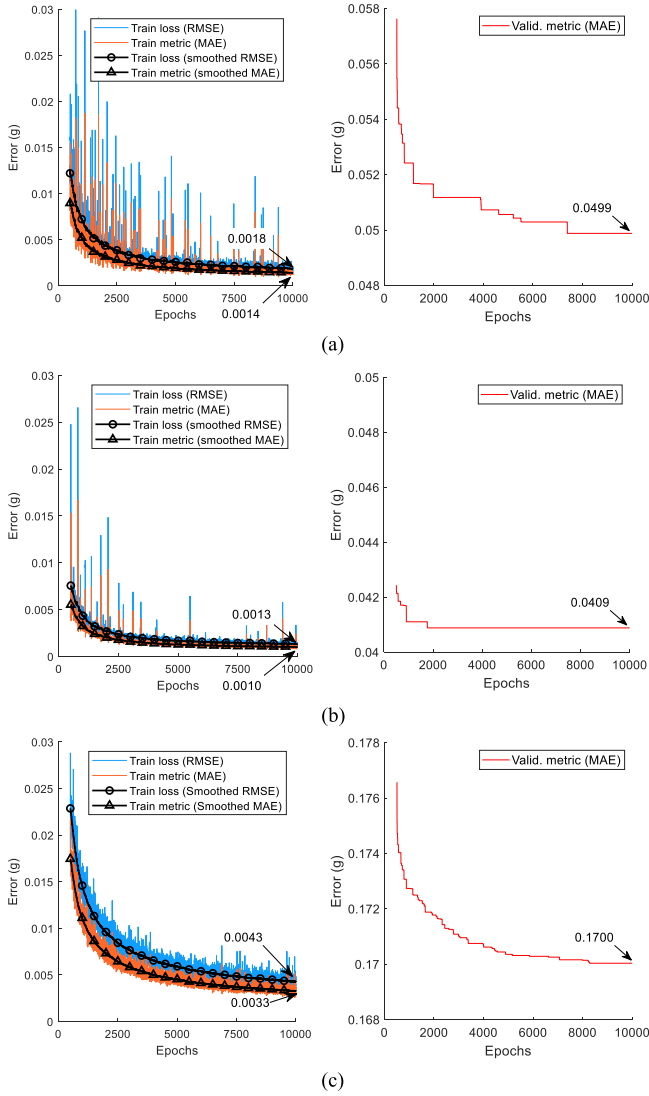 0.03
0.025
0.02
0.015
0.01
0.005
0
Error (g)
Train loss (RMSE)
Train metric (MAE)
Train loss (smoothed RMSE)
Train metric (smoothed MAE)
0.0018
0.0014
0 2500 5000 7500 10000
Epochs
0.06
0.058
0.056
0.054
0.052
0.05
0.048
Error (g)
Valid. metric (MAE)
0.0499
0 2000 4000 6000 8000 10000
Epochs
(a)
0.03
0.025
0.02
0.015
0.01
0.005
0
Error (g)
Train loss (RMSE)
Train metric (MAE)
Train loss (smoothed RMSE)
Train metric (smoothed MAE)
0.0013
0.0010
0 2500 5000 7500 10000
Epochs
0.05
0.048
0.046
0.044
0.042
0.04
Error (g)
Valid. metric (MAE)
0.0409
0 2000 4000 6000 8000 10000
Epochs
(b)
0.03
0.025
0.02
0.015
0.01
0.005
0
Error (g)
Train loss (RMSE)
Train metric (MAE)
Train loss (Smoothed RMSE)
Train metric (Smoothed MAE)
0.0043
0.0033
0 2500 5000 7500 10000
Epochs
0.178
0.176
0.174
0.172
0.17
0.168
Error (g)
Valid. metric (MAE)
0.1700
0 2000 4000 6000 8000 10000
Epochs
(c)